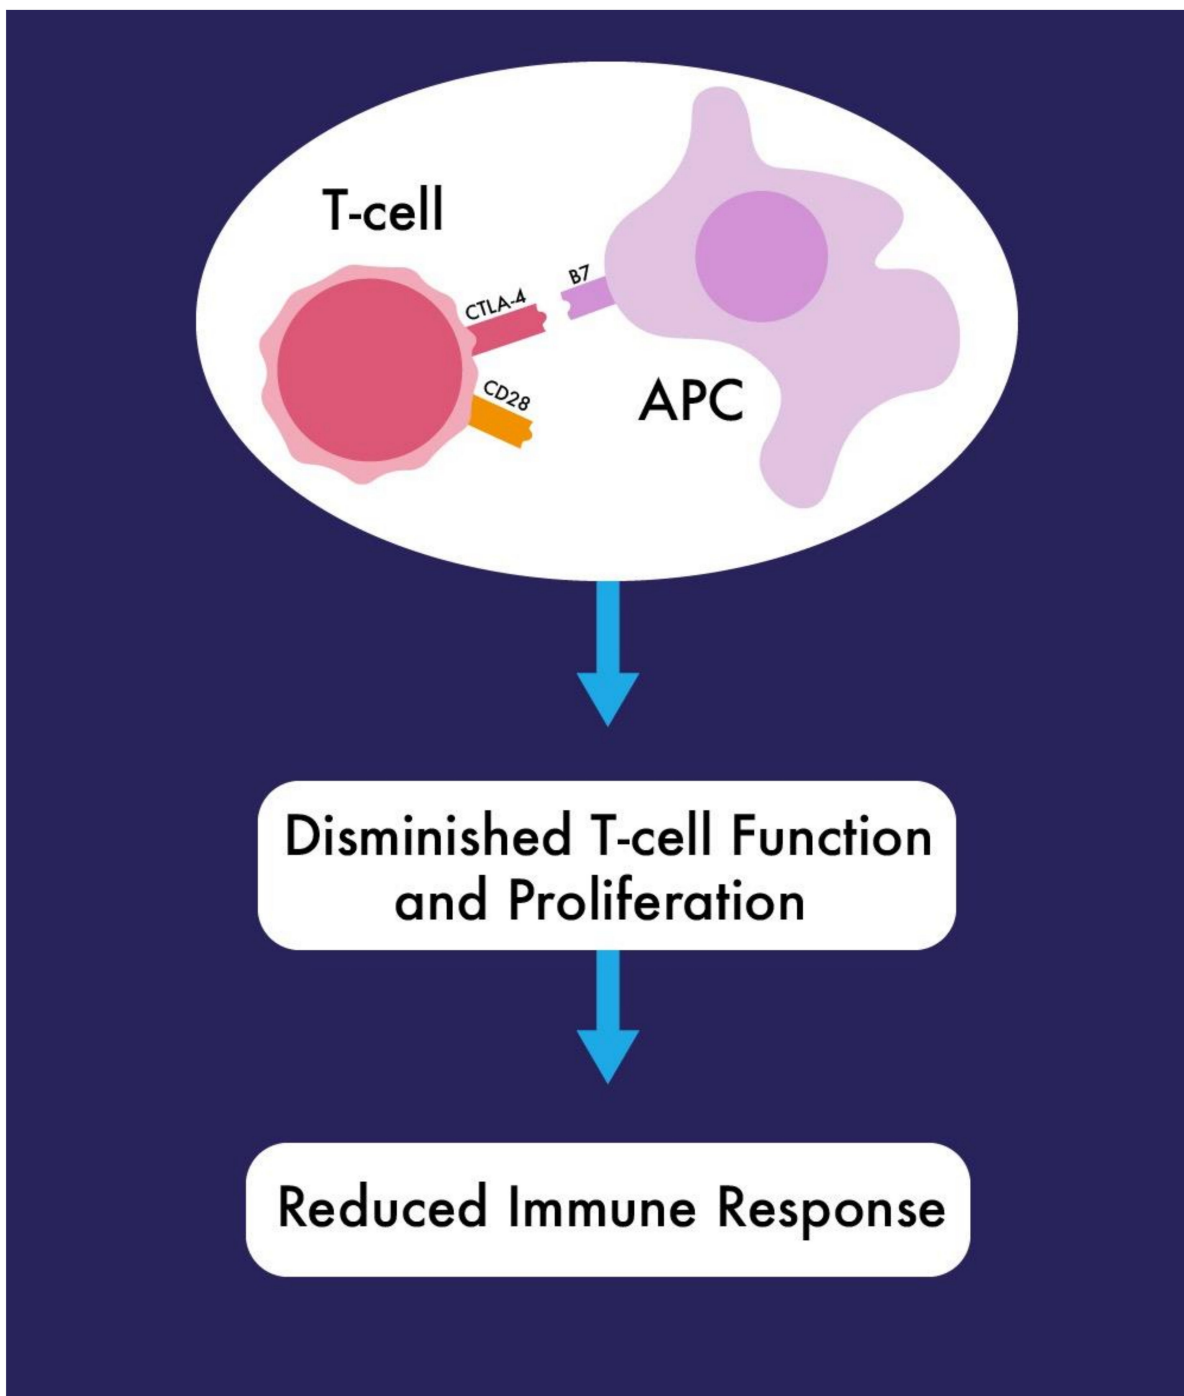 T-cell
CTLA-4
B7
CD28
APC
Disminished T-cell Function
and Proliferation
Reduced Immune Response